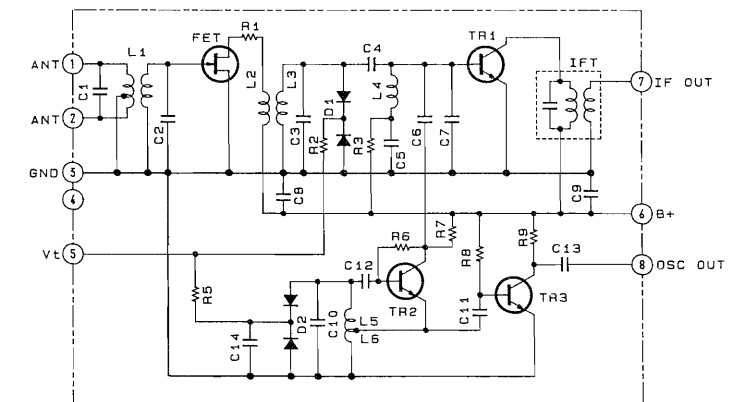 FET
R1
TR1
IFT
L1
C4
ANT 1
7 IF OUT
C1
L2
L3
D1
L4
ANT 2
C2
C3
R2
R3
C5
C6
C7
GND 3
4
C8
C9
6 B+
Vt 5
R6
R7
R8
R9
C13
8 OSC OUT
C12
R5
TR2
TR3
C11
D2
C10
L5
L6
C14